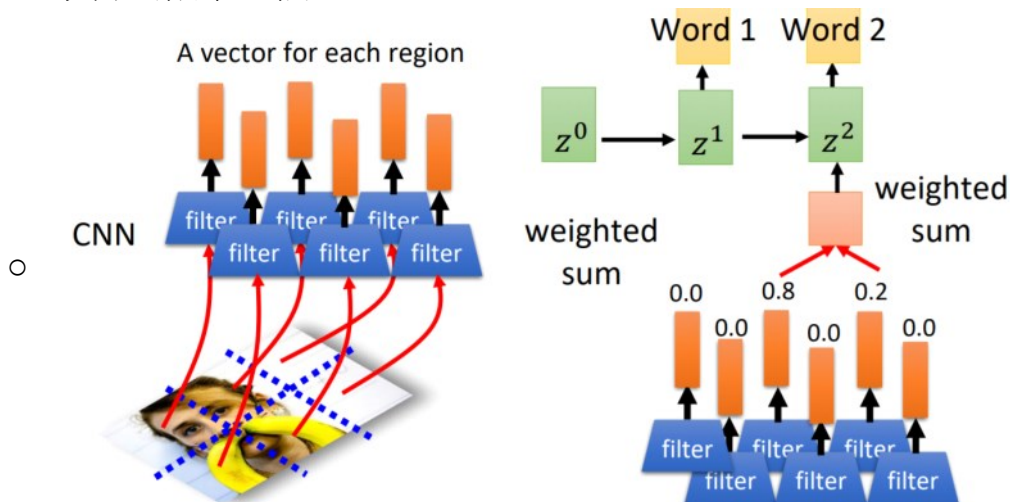 A vector for each region
CNN
filter
filter
filter
filter
filter
filter
Word 1
Word 2
z⁰
z¹
z²
weighted
sum
weighted
sum
0.0
0.0
0.8
0.0
0.2
0.0
filter
filter
filter
filter
filter
filter